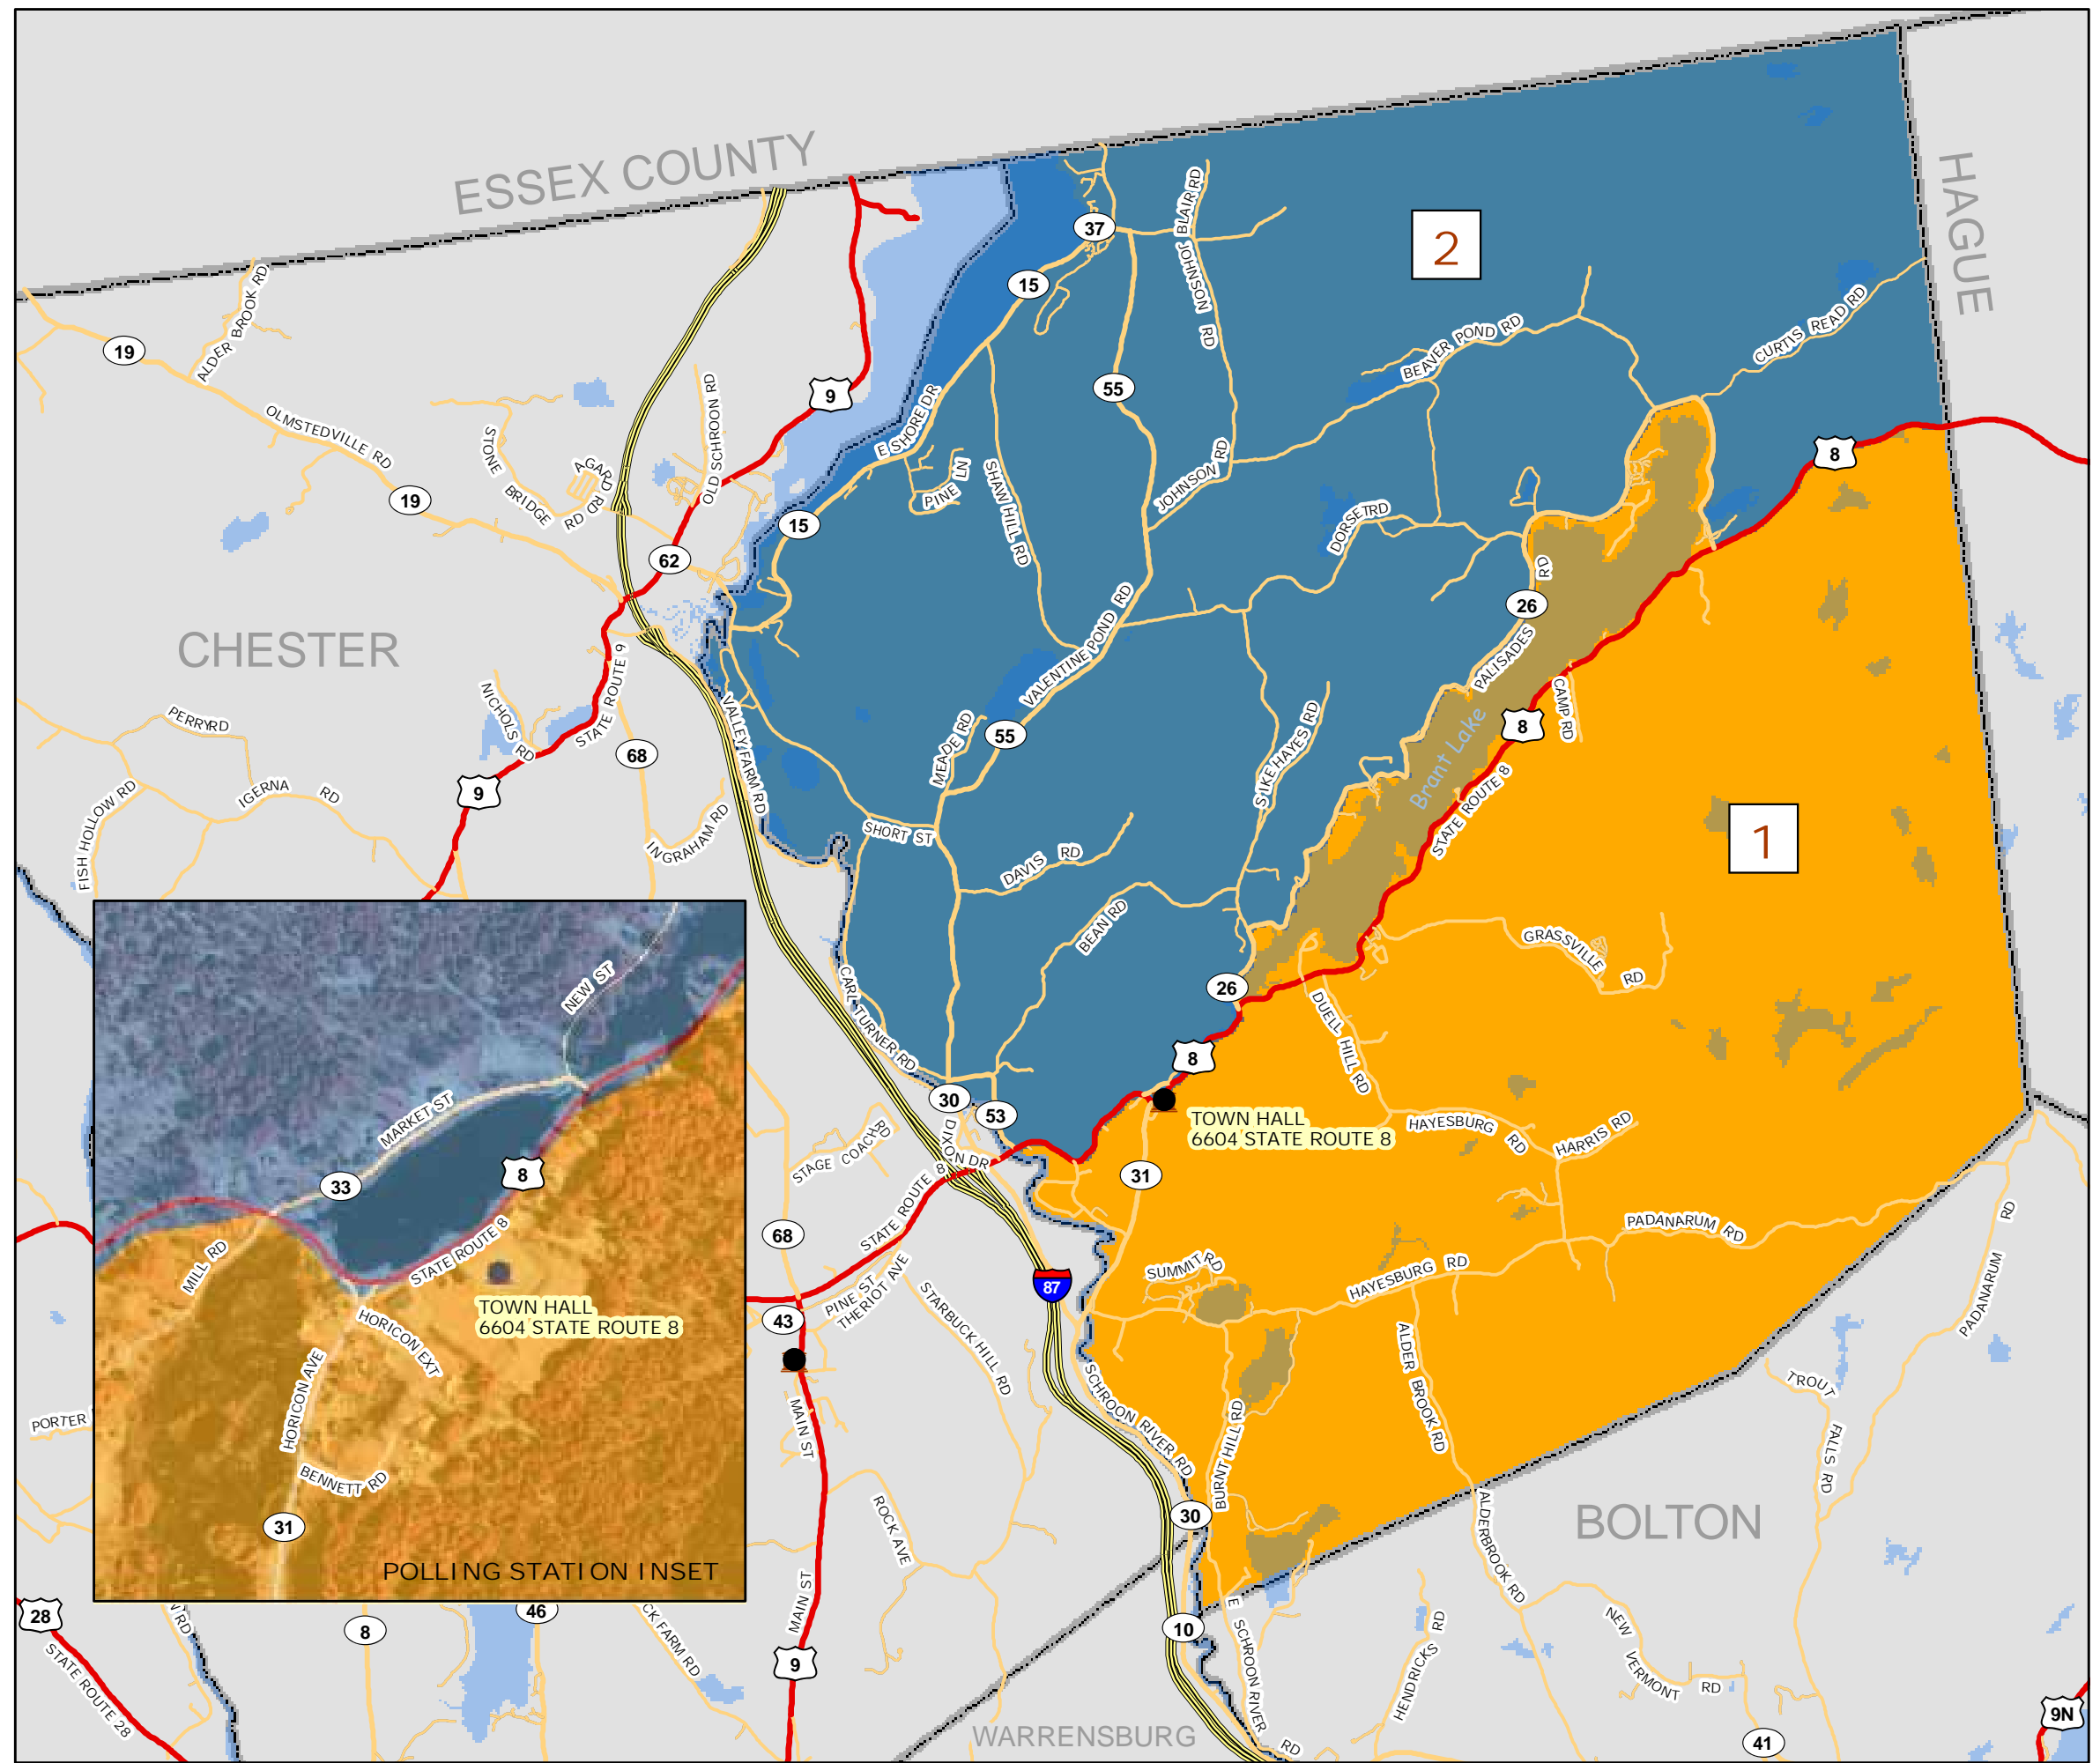 ESSEX COUNTY
HAGUE
CHESTER
BOLTON
WARRENSBURG
2
1
37
15
BLAIR RD
JOHNSON RD
55
BEAVER POND RD
CURTIS READ RD
8
9
19
ALDER BROOK RD
OLMSTEDVILLE RD
19
STONE BRIDGE RD
AGARD RD
OLD SCHROON RD
62
15
E SHORE DR
PINE LN
SHAW HILL RD
JOHNSON RD
DORSET RD
26
PALISADES RD
Brant Lake
8
CAMP RD
STATE ROUTE 8
VALENTINE POND RD
55
MEADE RD
S IKE HAYES RD
STATE ROUTE 9
NICHOLS RD
68
9
PERRY RD
IGERNA RD
FISH HOLLOW RD
INGRAHAM RD
VALLEY FARM RD
SHORT ST
DAVIS RD
BEAN RD
26
8
GRASSVILLE RD
DUELL HILL RD
CARL TURNER RD
30
53
TOWN HALL
6604 STATE ROUTE 8
HAYESBURG RD
HARRIS RD
31
DIXON DR
STAGE COACH RD
STATE ROUTE 8
68
PINE ST
THERIOT AVE
43
STARBUCK HILL RD
87
SUMMIT RD
HAYESBURG RD
PADANARUM RD
PADANARUM RD
ALDER BROOK RD
TROUT FALLS RD
SCHROON RIVER RD
BURNT HILL RD
30
MAIN ST
ROCK AVE
MAIN ST
9
10
E SCHROON RIVER RD
HENDRICKS RD
ALDERBROOK RD
NEW VERMONT RD
41
9N
PORTER
28
STATE ROUTE 28
8
46
CK FARM RD
NEW ST
MARKET ST
33
8
STATE ROUTE 8
MILL RD
TOWN HALL
6604 STATE ROUTE 8
HORICON EXT
HORICON AVE
BENNETT RD
31
POLLING STATION INSET